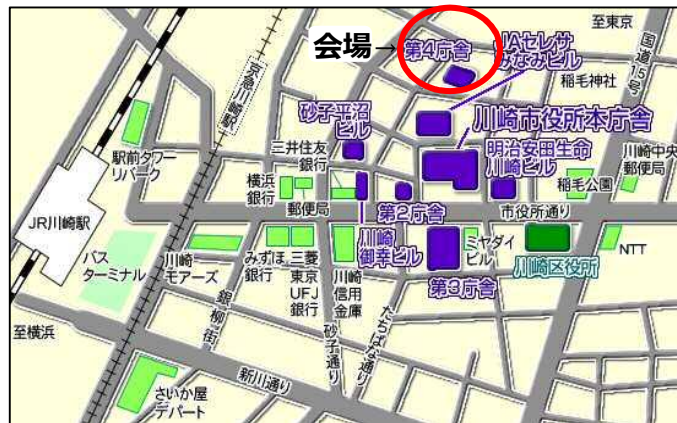 至東京
国道15号
会場→
第4庁舎
JAセレサ
みなみビル
稲毛神社
京急川崎駅
砂子平沼
ビル
川崎市役所本庁舎
駅前タワー
リパーク
三井住友
銀行
明治安田生命
川崎ビル
川崎中央
郵便局
横浜
銀行
郵便局
稲毛公園
JR川崎駅
第2庁舎
市役所通り
バス
ターミナル
川崎
モアーズ
みずほ
銀行
三菱
東京
UFJ
銀行
川崎
信用
金庫
川崎
御幸ビル
第3庁舎
ミヤダイ
ビル
川崎区役所
NTT
至横浜
銀柳街
砂子通り
たちばな通り
新川通り
さいか屋
デパート